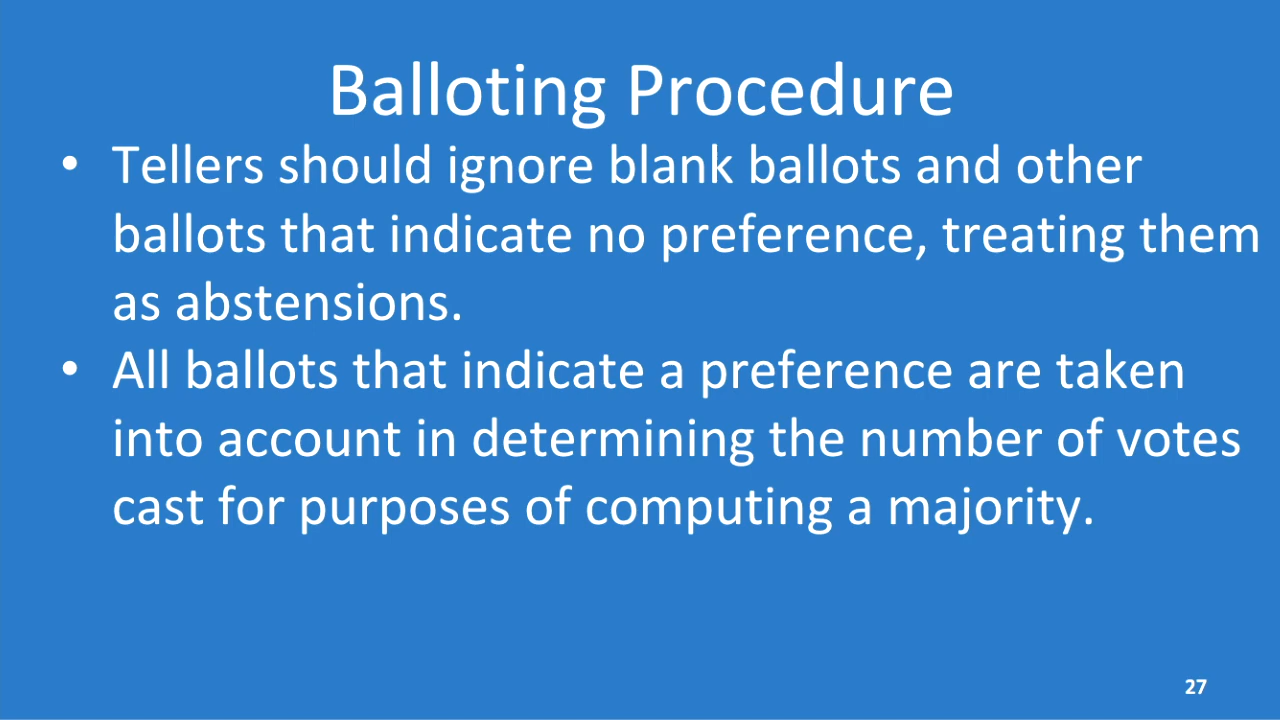 Balloting Procedure
• Tellers should ignore blank ballots and other
ballots that indicate no preference, treating them
as abstensions.
• All ballots that indicate a preference are taken
into account in determining the number of votes
cast for purposes of computing a majority.
27